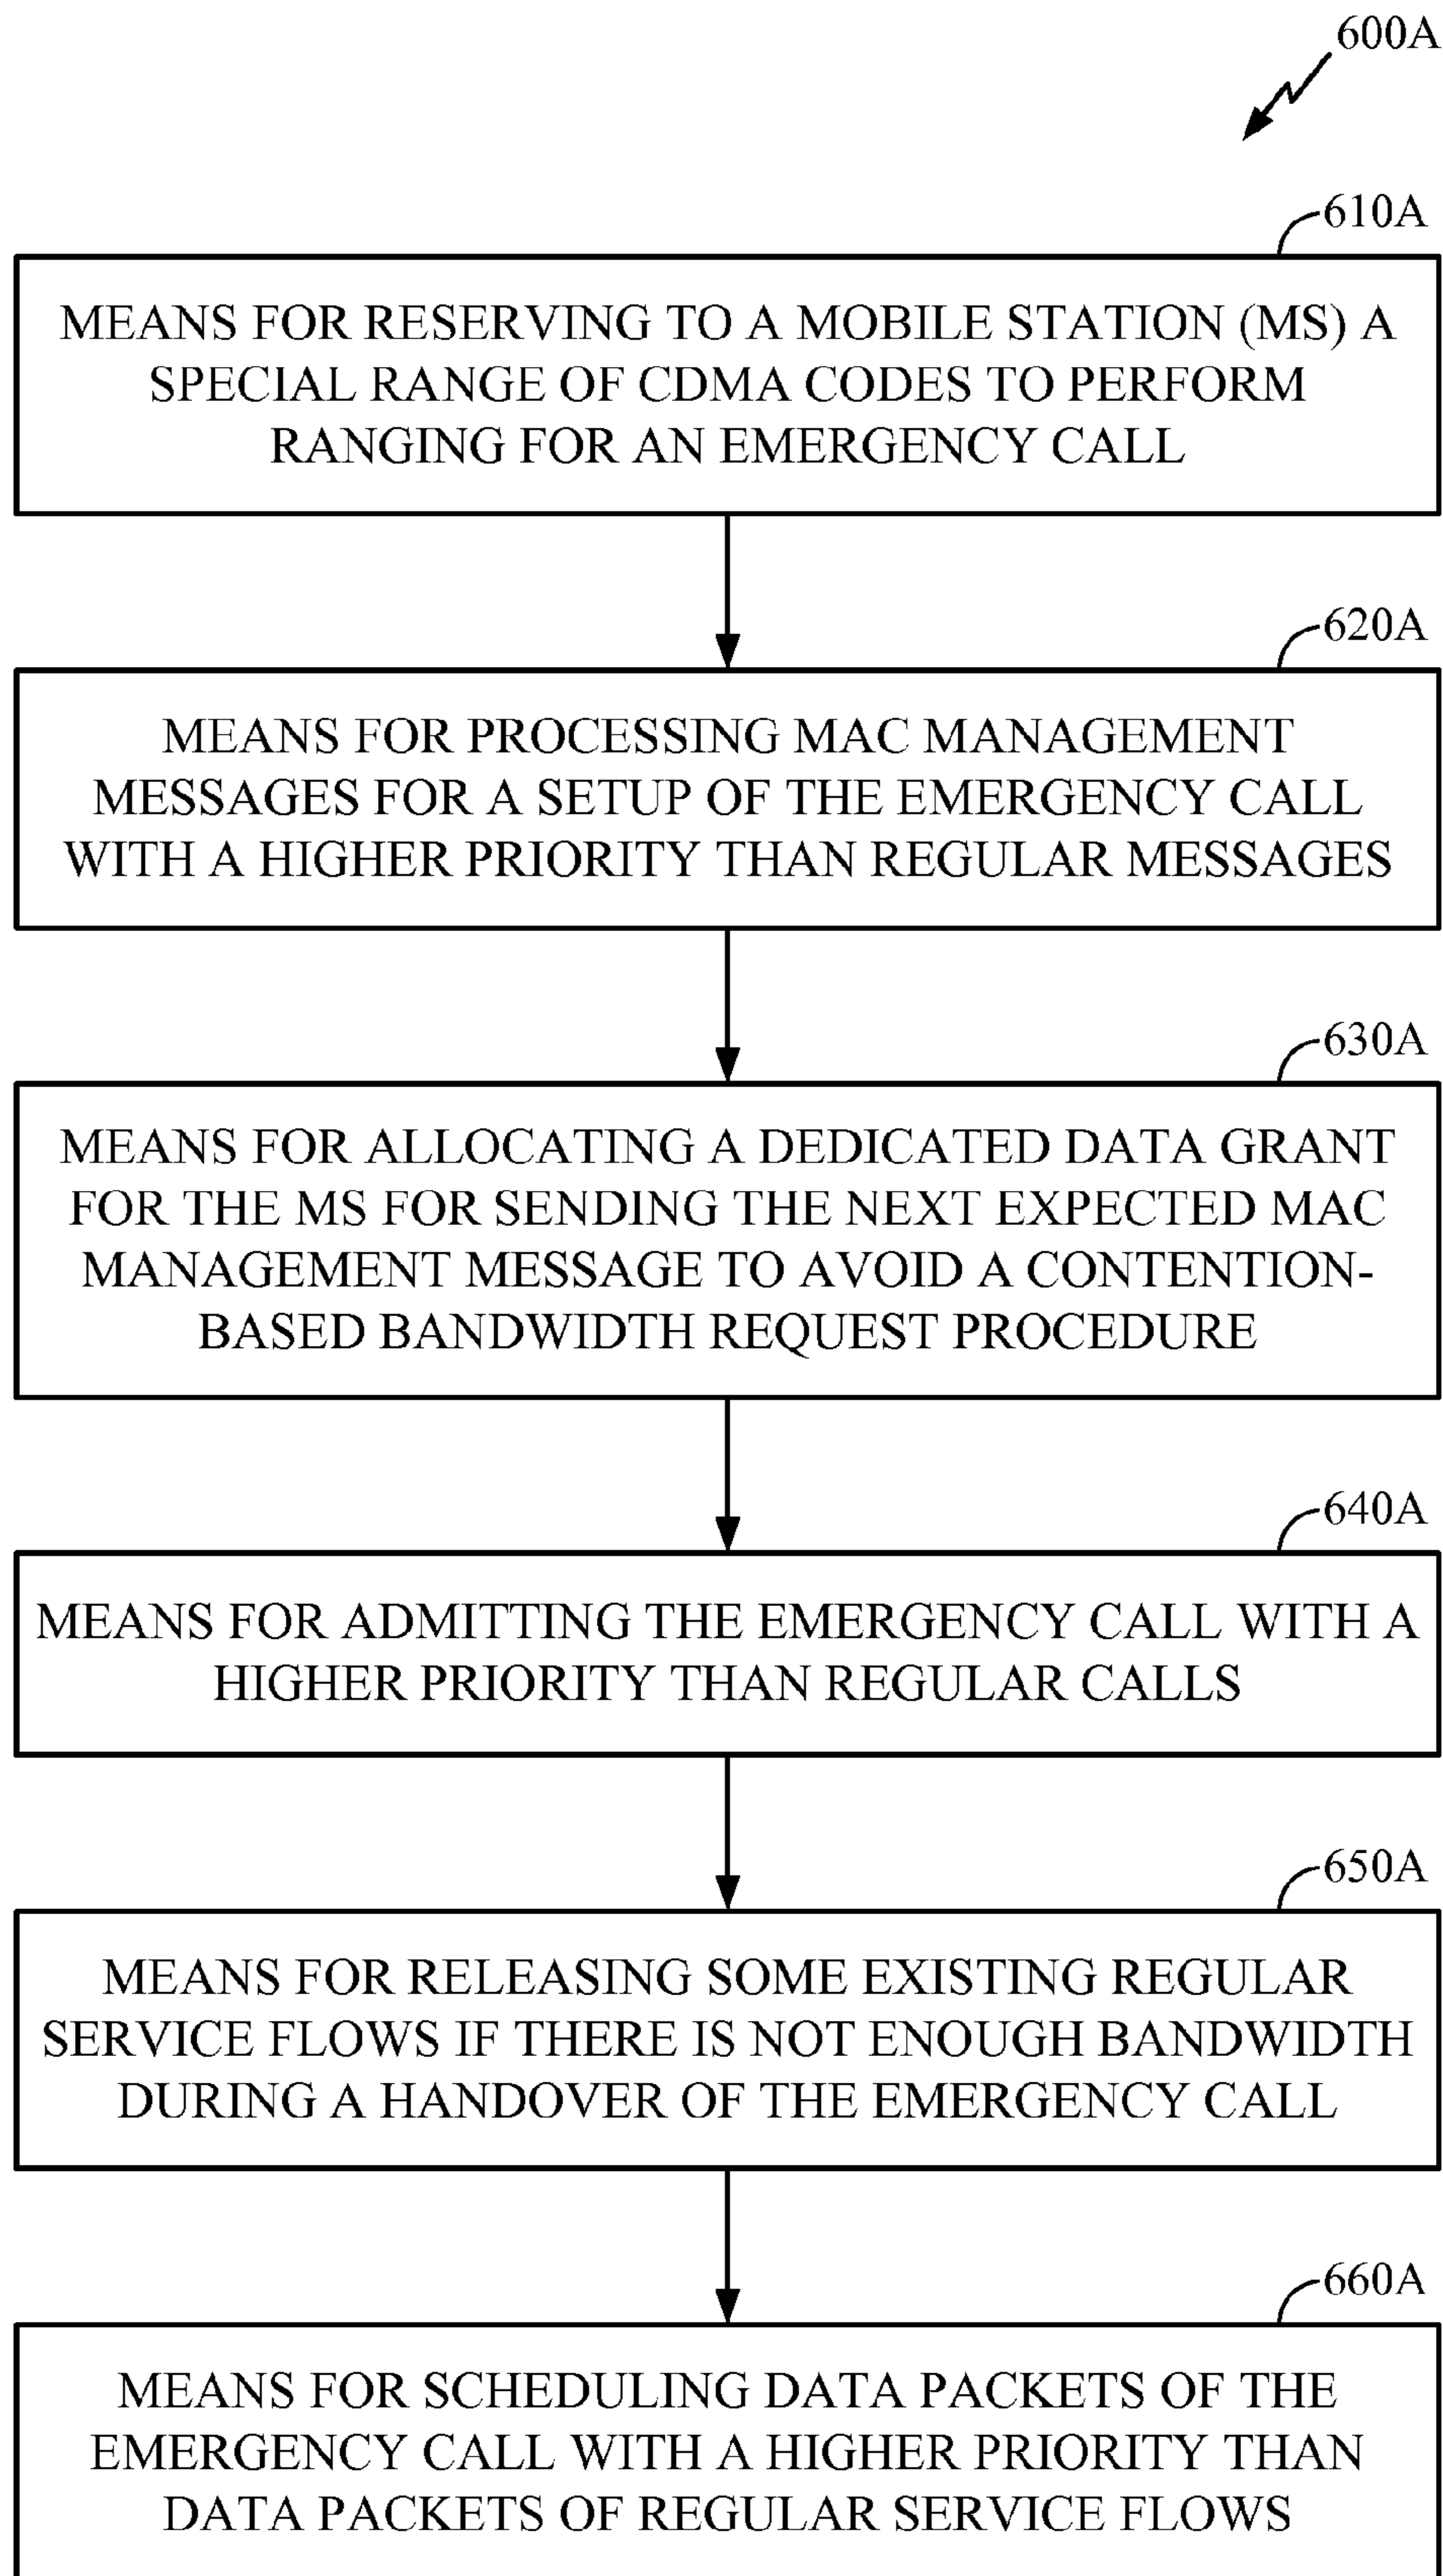 600A
610A
MEANS FOR RESERVING TO A MOBILE STATION (MS) A
SPECIAL RANGE OF CDMA CODES TO PERFORM
RANGING FOR AN EMERGENCY CALL
620A
MEANS FOR PROCESSING MAC MANAGEMENT
MESSAGES FOR A SETUP OF THE EMERGENCY CALL
WITH A HIGHER PRIORITY THAN REGULAR MESSAGES
630A
MEANS FOR ALLOCATING A DEDICATED DATA GRANT
FOR THE MS FOR SENDING THE NEXT EXPECTED MAC
MANAGEMENT MESSAGE TO AVOID A CONTENTION-
BASED BANDWIDTH REQUEST PROCEDURE
640A
MEANS FOR ADMITTING THE EMERGENCY CALL WITH A
HIGHER PRIORITY THAN REGULAR CALLS
650A
MEANS FOR RELEASING SOME EXISTING REGULAR
SERVICE FLOWS IF THERE IS NOT ENOUGH BANDWIDTH
DURING A HANDOVER OF THE EMERGENCY CALL
660A
MEANS FOR SCHEDULING DATA PACKETS OF THE
EMERGENCY CALL WITH A HIGHER PRIORITY THAN
DATA PACKETS OF REGULAR SERVICE FLOWS